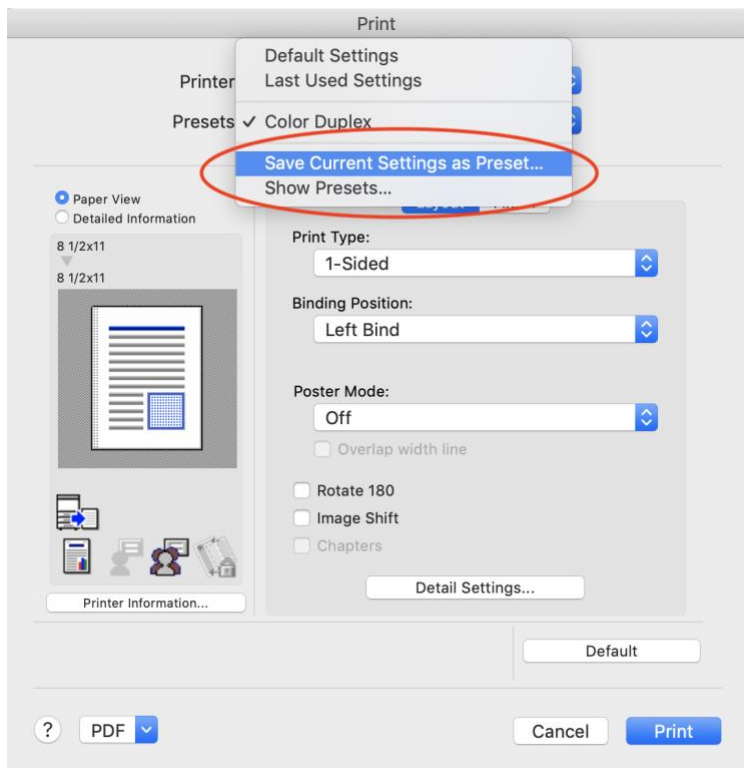 Print
Default Settings
Printer Last Used Settings
Presets ✓ Color Duplex
Save Current Settings as Preset...
Show Presets...
Paper View
Detailed Information
8 1/2x11
8 1/2x11
Print Type:
1-Sided
Binding Position:
Left Bind
Poster Mode:
Off
Overlap width line
Rotate 180
Image Shift
Chapters
Detail Settings...
Printer Information...
Default
? PDF
Cancel
Print